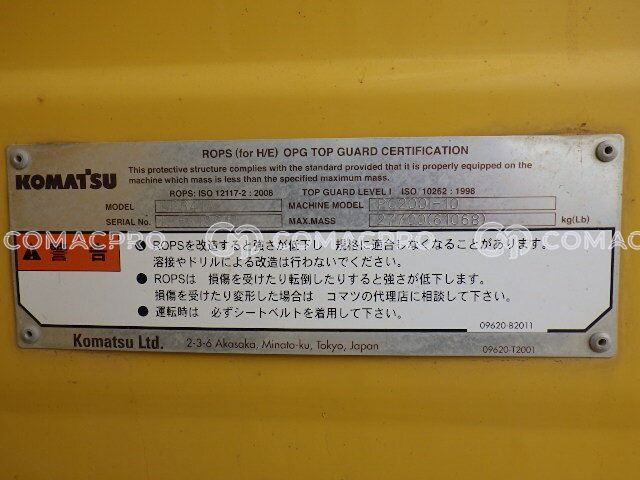 ROPS (for H/E) OPG TOP GUARD CERTIFICATION
This protective structure complies with the standard provided that it is properly equipped on the
machine which mass is less than the specified maximum mass.
KOMATSU
ROPS: ISO 12117-2 : 2008 TOP GUARD LEVEL I ISO 10262 : 1998
MODEL MACHINE MODEL PC200i-10
SERIAL No. MAX.MASS 27700(61068) kg(Lb)
COMACPRO COMACPRO COMACPRO
警告
● ROPSを改造すると強さが低下し 規格に適合しなくなることがあります。
溶接やドリルによる改造は行わないでください。
● ROPSは 損傷を受けたり転倒したりすると強さが低下します。
損傷を受けたり変形した場合は コマツの代理店に相談して下さい。
● 運転時は 必ずシートベルトを着用して下さい。
09620-B2011
Komatsu Ltd. 2-3-6 Akasaka, Minato-ku, Tokyo, Japan 09620-T2001